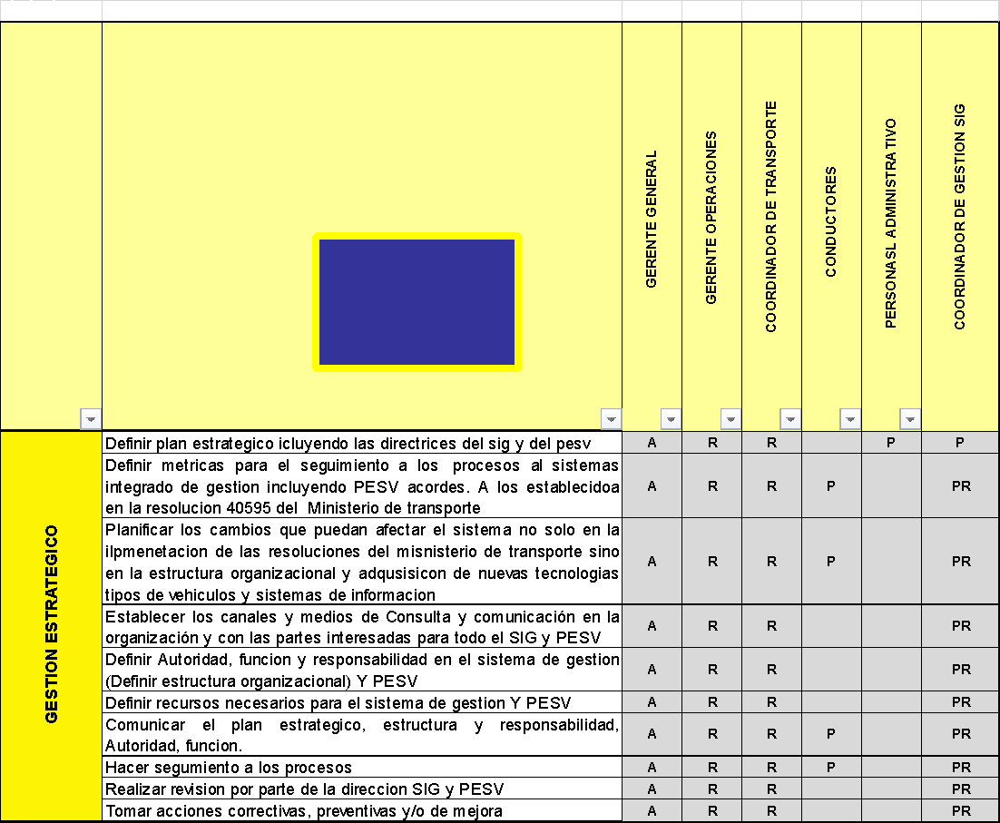 GERENTE GENERAL
GERENTE OPERACIONES
COORDINADOR DE TRANSPORTE
CONDUCTORES
PERSONASL ADMINISTRATIVO
COORDINADOR DE GESTION SIG
GESTION ESTRATEGICO
Definir plan estrategico icluyendo las directrices del sig y del pesv A R R P P
Definir metricas para el seguimiento a los procesos al sistemas
integrado de gestion incluyendo PESV acordes. A los establecidoa A R R P PR
en la resolucion 40595 del Ministerio de transporte
Planificar los cambios que puedan afectar el sistema no solo en la
ilpmenetacion de las resoluciones del misnisterio de transporte sino A R R P PR
en la estructura organizacional y adqusisicon de nuevas tecnologias
tipos de vehiculos y sistemas de informacion
Establecer los canales y medios de Consulta y comunicación en la A R R PR
organización y con las partes interesadas para todo el SIG y PESV
Definir Autoridad, funcion y responsabilidad en el sistema de gestion A R R PR
(Definir estructura organizacional) Y PESV
Definir recursos necesarios para el sistema de gestion Y PESV A R R PR
Comunicar el plan estrategico, estructura y responsabilidad, A R R P PR
Autoridad, funcion.
Hacer segumiento a los procesos A R R P PR
Realizar revision por parte de la direccion SIG y PESV A R R PR
Tomar acciones correctivas, preventivas y/o de mejora A R R PR